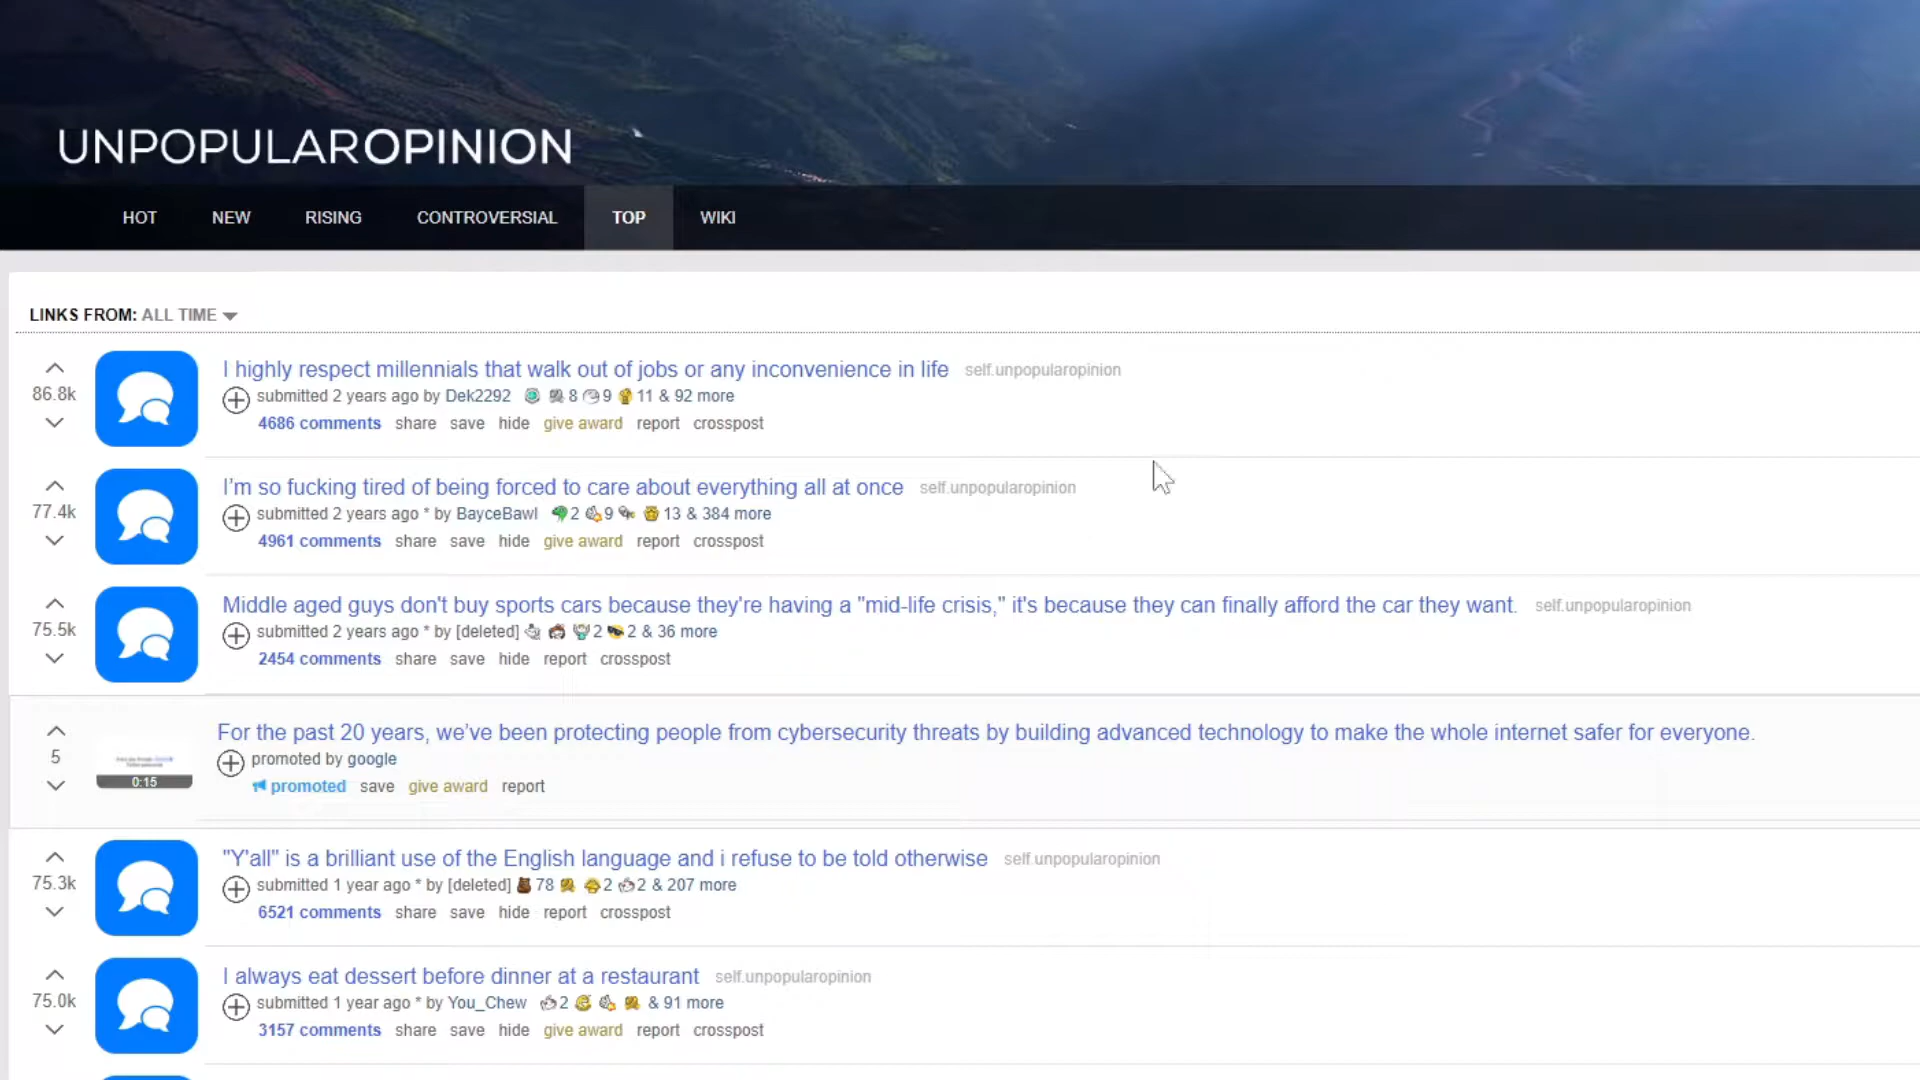 UNPOPULAROPINION
HOT NEW RISING CONTROVERSIAL TOP WIKI
LINKS FROM: ALL TIME
86.8k
I highly respect millennials that walk out of jobs or any inconvenience in life self.unpopularopinion
submitted 2 years ago by Dek2292 8 9 11 & 92 more
4686 comments share save hide give award report crosspost
77.4k
I'm so fucking tired of being forced to care about everything all at once self.unpopularopinion
submitted 2 years ago * by BayceBawl 2 9 13 & 384 more
4961 comments share save hide give award report crosspost
75.5k
Middle aged guys don't buy sports cars because they're having a "mid-life crisis," it's because they can finally afford the car they want. self.unpopularopinion
submitted 2 years ago * by [deleted] 2 2 & 36 more
2454 comments share save hide report crosspost
5
For the past 20 years, we've been protecting people from cybersecurity threats by building advanced technology to make the whole internet safer for everyone.
promoted by google
0:15
promoted save give award report
75.3k
"Y'all" is a brilliant use of the English language and i refuse to be told otherwise self.unpopularopinion
submitted 1 year ago * by [deleted] 78 2 2 & 207 more
6521 comments share save hide report crosspost
75.0k
I always eat dessert before dinner at a restaurant self.unpopularopinion
submitted 1 year ago * by You_Chew 2 & 91 more
3157 comments share save hide give award report crosspost